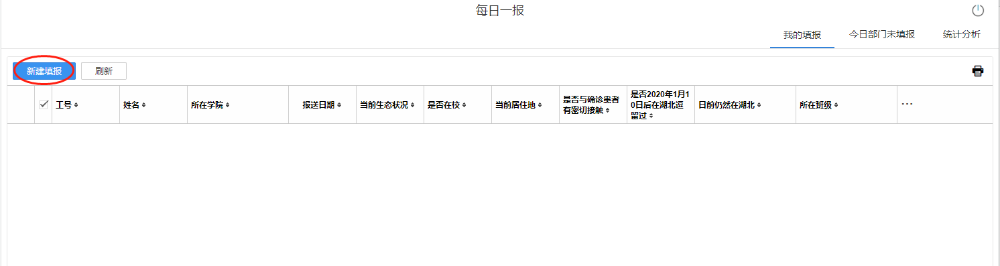 每日一报
我的填报
今日部门未填报
统计分析
新建填报
刷新
工号
姓名
所在学院
报送日期
当前生态状况
是否在校
当前居住地
是否与确诊患者
有密切接触
是否2020年1月1
0日后在湖北逗
留过
目前仍然在湖北
所在班级
...